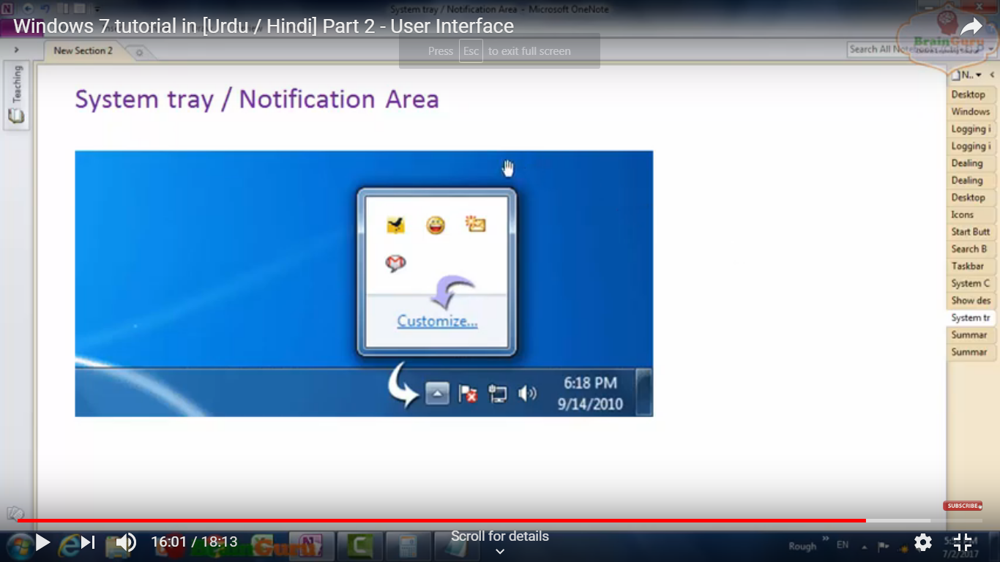 System tray / Notification Area - Microsoft OneNote
Windows 7 tutorial in [Urdu / Hindi] Part 2 - User Interface
Press Esc to exit full screen
New Section 2
Search All
BrainGuru
Teaching
N..
System tray / Notification Area
Desktop
Windows
Logging i
Logging i
Dealing
Dealing
Desktop
Icons
Start Butt
Search B
Taskbar
System C
Show des
System tr
Summar
Summar
Customize...
6:18 PM
9/14/2010
SUBSCRIBE
16:01 / 18:13
Scroll for details
Rough
EN
7/2/2017